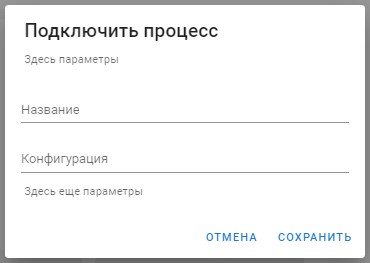 Подключить процесс
Здесь параметры
Название
Конфигурация
Здесь еще параметры
ОТМЕНА СОХРАНИТЬ